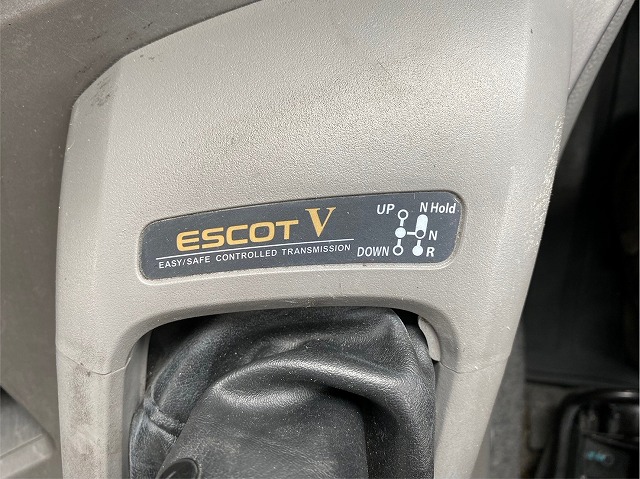 ESCOT V
EASY/SAFE CONTROLLED TRANSMISSION
UP N Hold
N
DOWN R